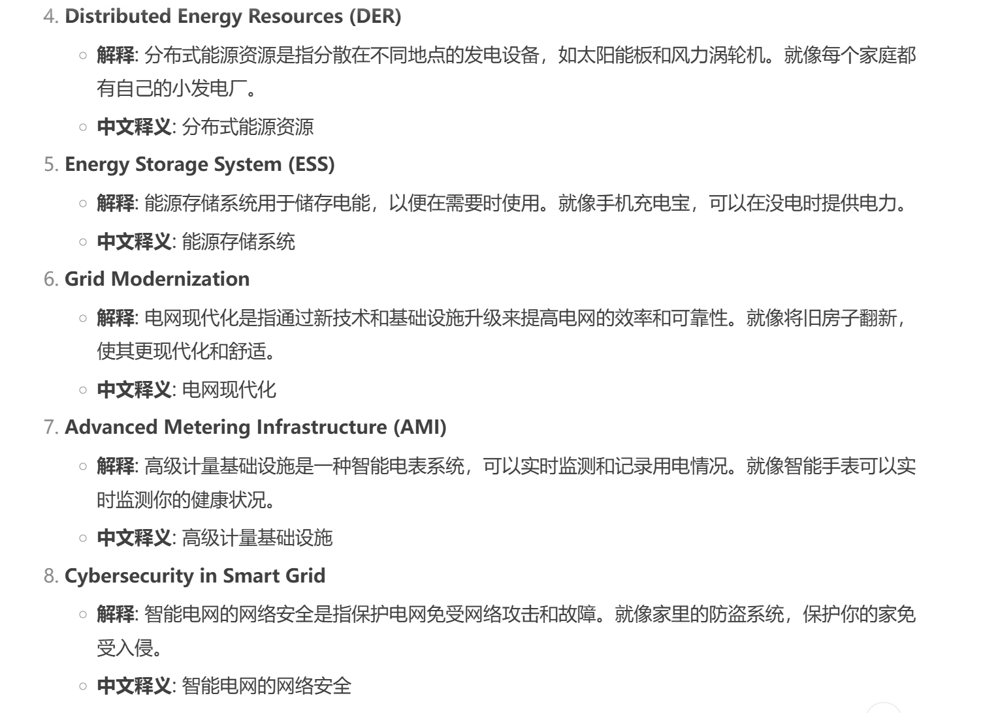 4. Distributed Energy Resources (DER)
解释: 分布式能源资源是指分散在不同地点的发电设备，如太阳能板和风力涡轮机。就像每个家庭都
有自己的小发电厂。
中文释义: 分布式能源资源
5. Energy Storage System (ESS)
解释: 能源存储系统用于储存电能，以便在需要时使用。就像手机充电宝，可以在没电时提供电力。
中文释义: 能源存储系统
6. Grid Modernization
解释: 电网现代化是指通过新技术和基础设施升级来提高电网的效率和可靠性。就像将旧房子翻新，
使其更现代化和舒适。
中文释义: 电网现代化
7. Advanced Metering Infrastructure (AMI)
解释: 高级计量基础设施是一种智能电表系统，可以实时监测和记录用电情况。就像智能手表可以实
时监测你的健康状况。
中文释义: 高级计量基础设施
8. Cybersecurity in Smart Grid
解释: 智能电网的网络安全是指保护电网免受网络攻击和故障。就像家里的防盗系统，保护你的家免
受入侵。
中文释义: 智能电网的网络安全